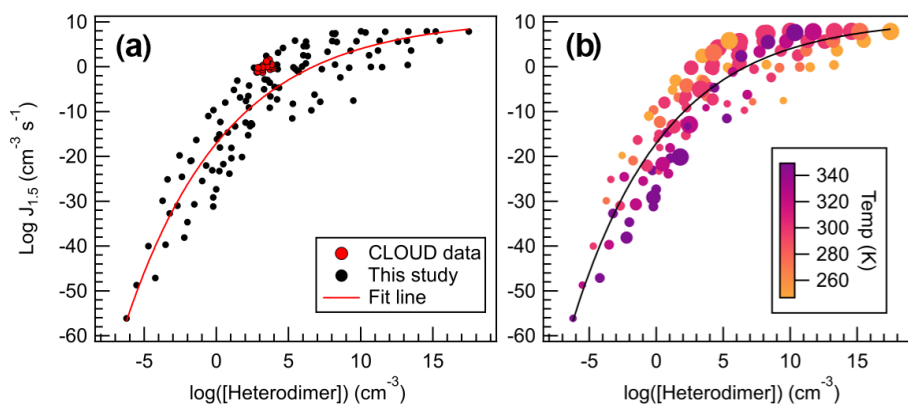 (a)
10
0
-10
-20
-30
-40
-50
-60
Log J1.5 (cm-3 s-1)
-5 0 5 10 15
log([Heterodimer]) (cm-3)
CLOUD data
This study
Fit line
(b)
10
0
-10
-20
-30
-40
-50
-60
-5 0 5 10 15
log([Heterodimer]) (cm-3)
340
320
300
280
260
Temp (K)